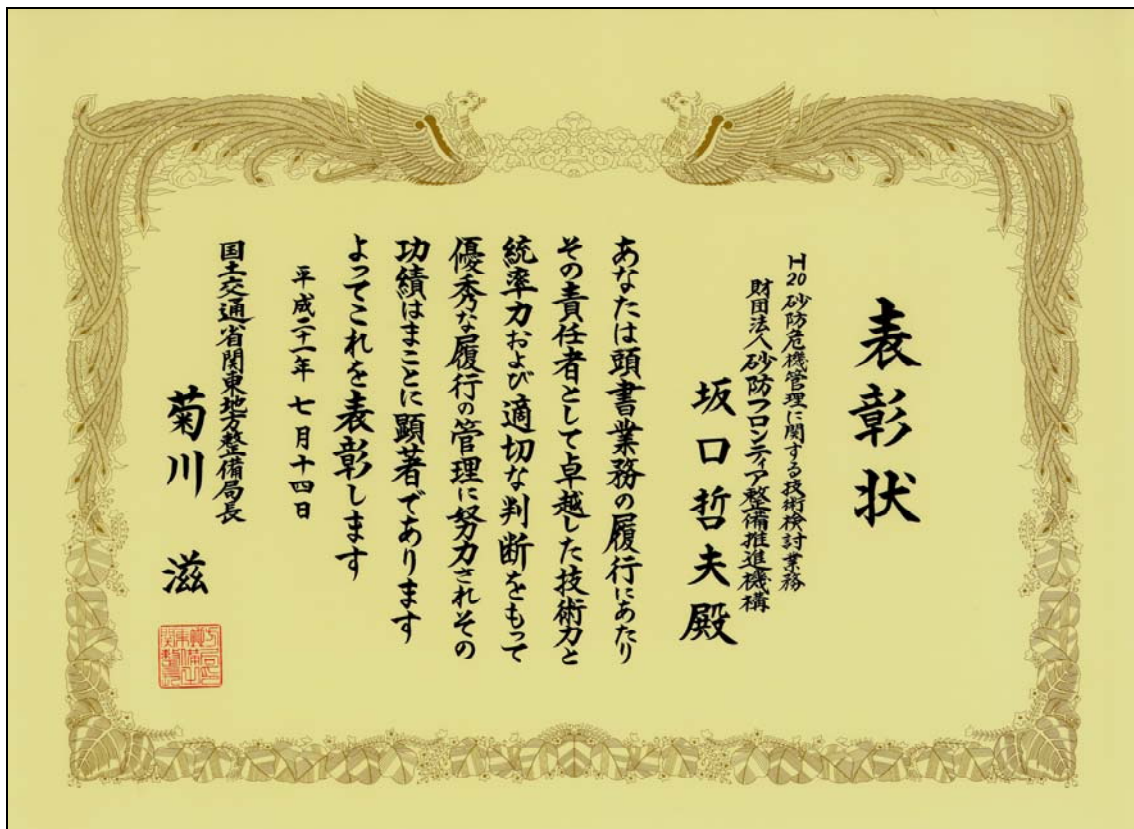 表彰状
H20 砂防危機管理に関する技術検討業務
財団法人 砂防フロンティア整備推進機構
坂口哲夫殿
あなたは頭書業務の履行にあたり
その責任者として卓越した技術力と
統率力および適切な判断をもって
優秀な履行の管理に努力されその
功績はまことに顕著であります
よってこれを表彰します
平成二十一年七月十四日
国土交通省関東地方整備局長
菊川 滋